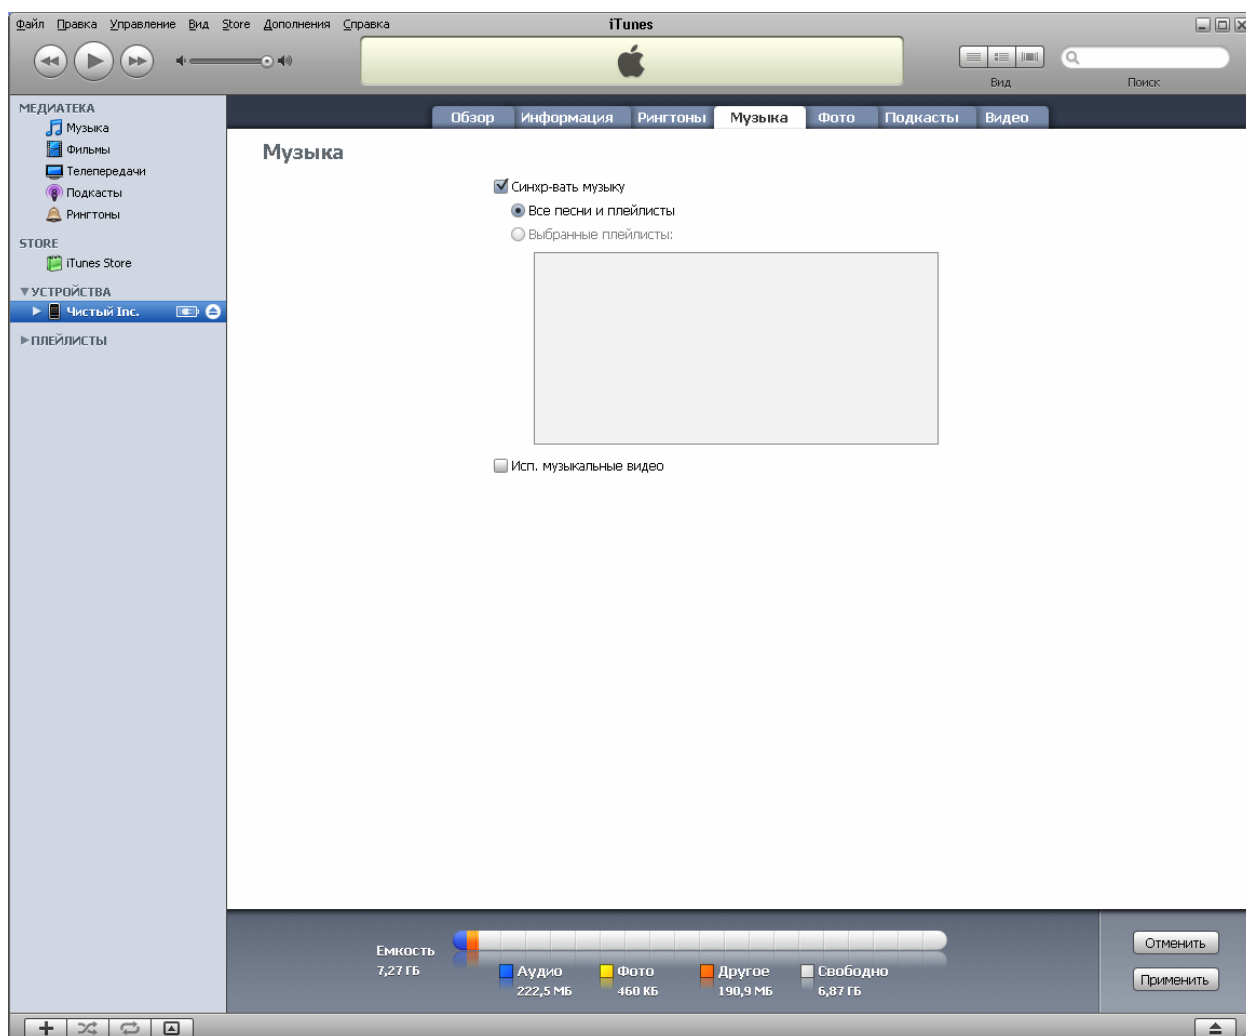 Файл Правка Управление Вид Store Дополнения Справка
iTunes
Вид
Поиск
МЕДИАТЕКА
Музыка
Фильмы
Телепередачи
Подкасты
Рингтоны
STORE
iTunes Store
УСТРОЙСТВА
Чистый Inc.
ПЛЕЙЛИСТЫ
Обзор Информация Рингтоны Музыка Фото Подкасты Видео
Музыка
Синхр-вать музыку
Все песни и плейлисты
Выбранные плейлисты:
Исп. музыкальные видео
Емкость
7,27 ГБ
Аудио Фото Другое Свободно
222,5 МБ 460 КБ 190,9 МБ 6,87 ГБ
Отменить
Применить